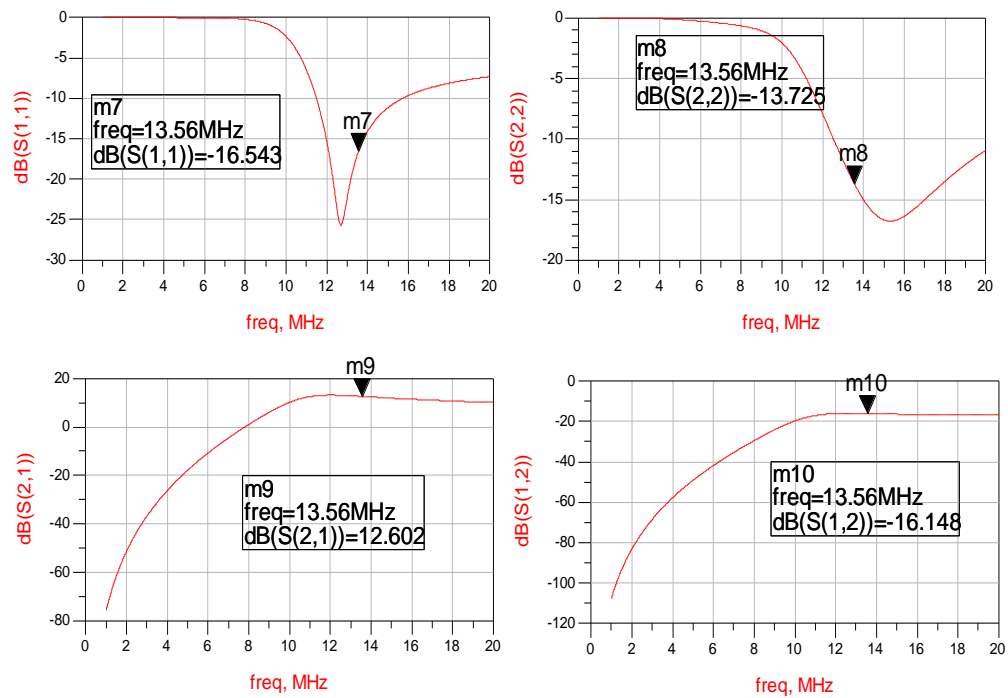 dB(S(1,1))
0
-5
-10
-15
-20
-25
-30
m7
freq=13.56MHz
dB(S(1,1))=-16.543
m7
0 2 4 6 8 10 12 14 16 18 20
freq, MHz
dB(S(2,2))
0
-5
-10
-15
-20
m8
freq=13.56MHz
dB(S(2,2))=-13.725
m8
0 2 4 6 8 10 12 14 16 18 20
freq, MHz
dB(S(2,1))
20
0
-20
-40
-60
-80
m9
m9
freq=13.56MHz
dB(S(2,1))=12.602
0 2 4 6 8 10 12 14 16 18 20
freq, MHz
dB(S(1,2))
0
-20
-40
-60
-80
-100
-120
m10
m10
freq=13.56MHz
dB(S(1,2))=-16.148
0 2 4 6 8 10 12 14 16 18 20
freq, MHz